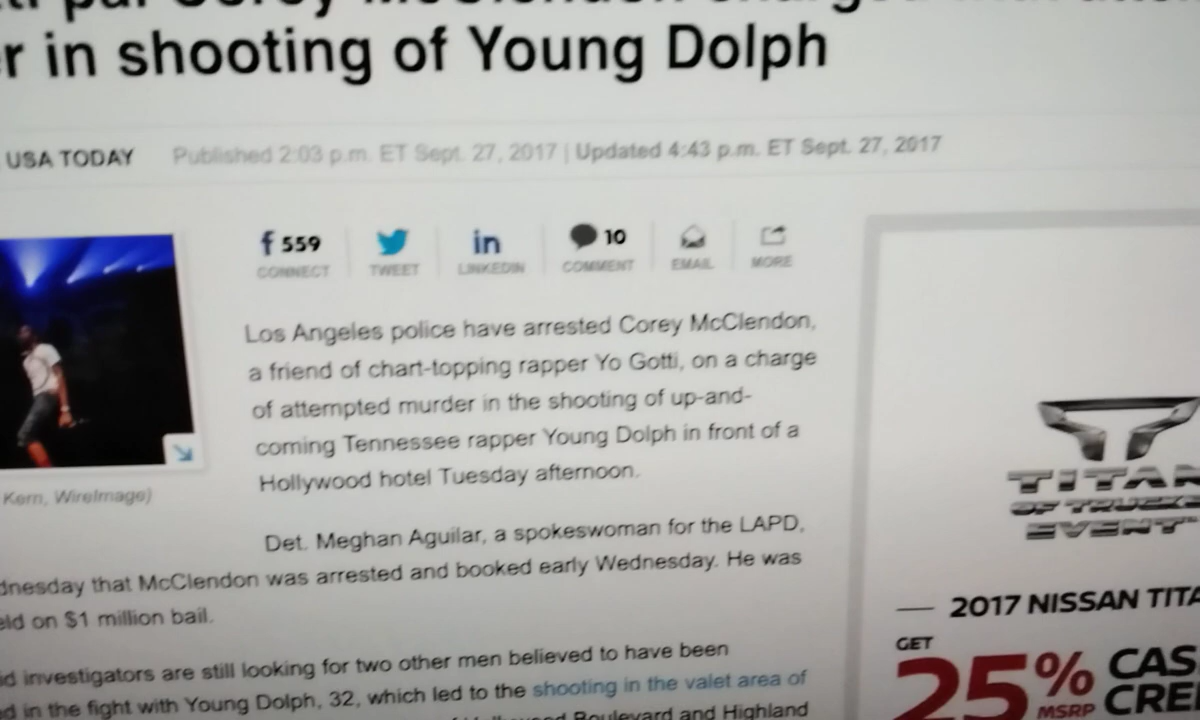 in shooting of Young Dolph
USA TODAY
Published 2:03 p.m. ET Sept. 27, 2017 | Updated 4:43 p.m. ET Sept. 27, 2017
f 559
CONNECT
TWEET
in
LINKEDIN
10
COMMENT
EMAIL
MORE
Los Angeles police have arrested Corey McClendon,
a friend of chart-topping rapper Yo Gotti, on a charge
of attempted murder in the shooting of up-and-
coming Tennessee rapper Young Dolph in front of a
Hollywood hotel Tuesday afternoon.
Kern, WireImage)
Det. Meghan Aguilar, a spokeswoman for the LAPD,
dnesday that McClendon was arrested and booked early Wednesday. He was
eld on $1 million bail.
id investigators are still looking for two other men believed to have been
d in the fight with Young Dolph, 32, which led to the shooting in the valet area of
Boulevard and Highland
TITAN
OF TRUCKS
EVENT
2017 NISSAN TITA
GET
25%
MSRP
CAS
CRE